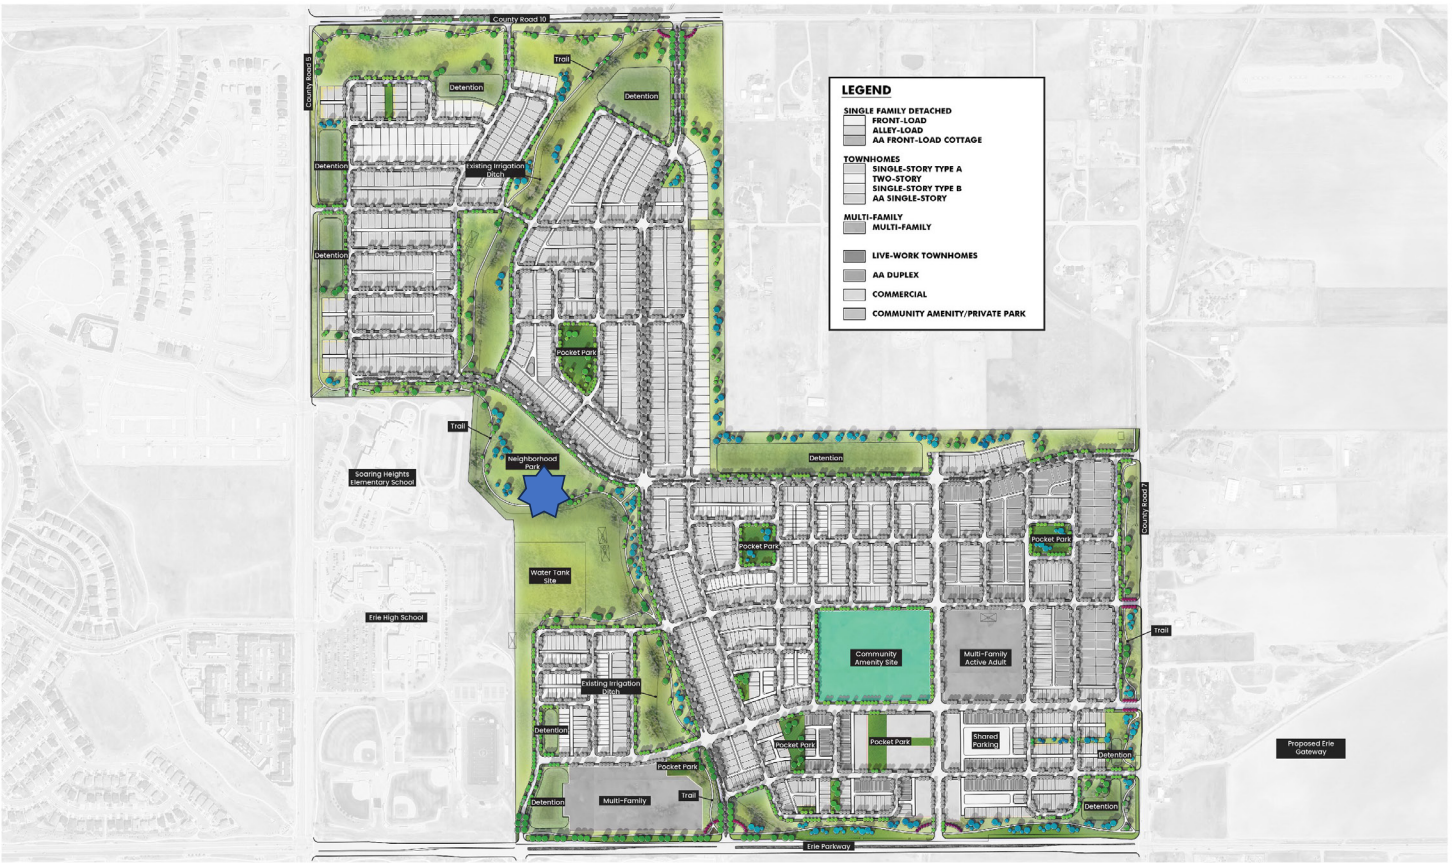 County Road 10
County Road 5
Trail
Detention
Detention
Detention
Existing Irrigation
Ditch
Detention
Pocket Park
LEGEND
SINGLE FAMILY DETACHED
FRONT-LOAD
ALLEY-LOAD
AA FRONT-LOAD COTTAGE
TOWNHOMES
SINGLE-STORY TYPE A
TWO-STORY
SINGLE-STORY TYPE B
AA SINGLE-STORY
MULTI-FAMILY
MULTI-FAMILY
LIVE-WORK TOWNHOMES
AA DUPLEX
COMMERCIAL
COMMUNITY AMENITY/PRIVATE PARK
Trail
Neighborhood
Park
Detention
Soaring Heights
Elementary School
County Road 7
Pocket Park
Pocket Park
Water Tank
Site
Erie High School
Trail
Community
Amenity Site
Multi-Family
Active Adult
Existing Irrigation
Ditch
Detention
Pocket Park
Pocket Park
Shared
Parking
Detention
Proposed Erie
Gateway
Pocket Park
Detention
Multi-Family
Trail
Detention
Erie Parkway